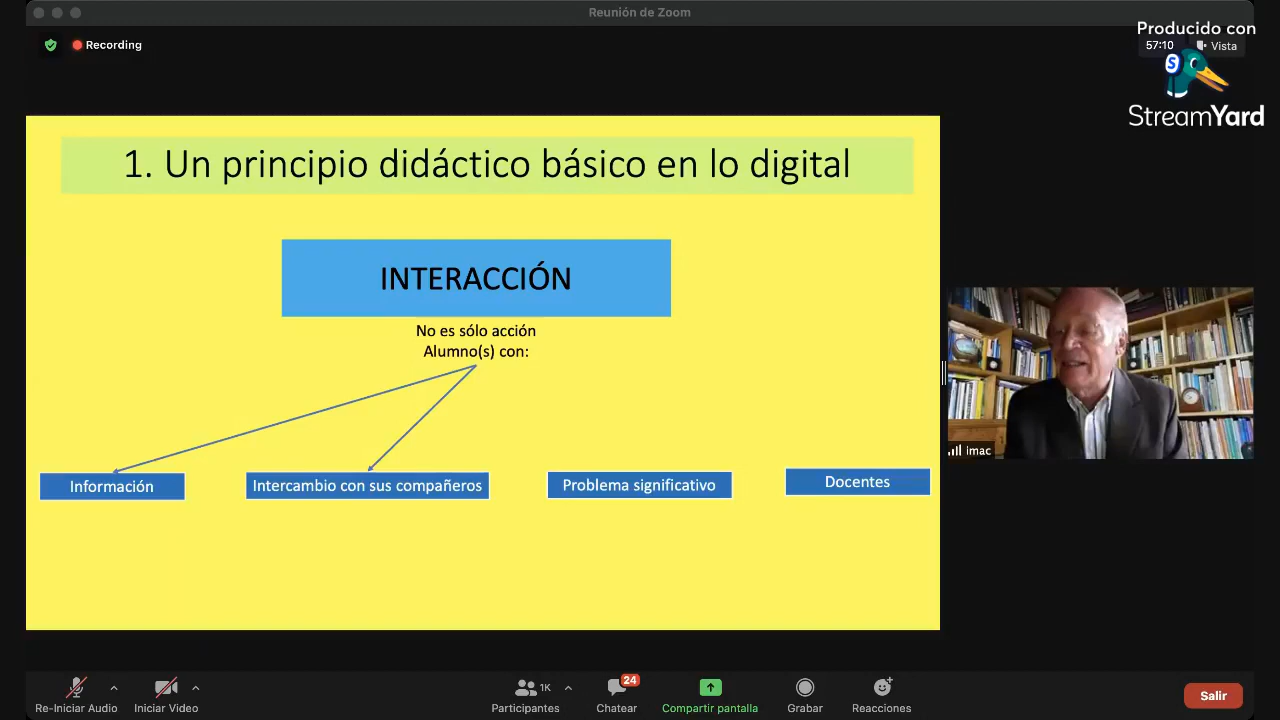 Reunión de Zoom
Recording
Producido con
57:10
Vista
S
StreamYard
1. Un principio didáctico básico en lo digital
INTERACCIÓN
No es sólo acción
Alumno(s) con:
Información
Intercambio con sus compañeros
Problema significativo
Docentes
imac
Re-Iniciar Audio
Iniciar Video
1K
Participantes
24
Chatear
Compartir pantalla
Grabar
Reacciones
Salir